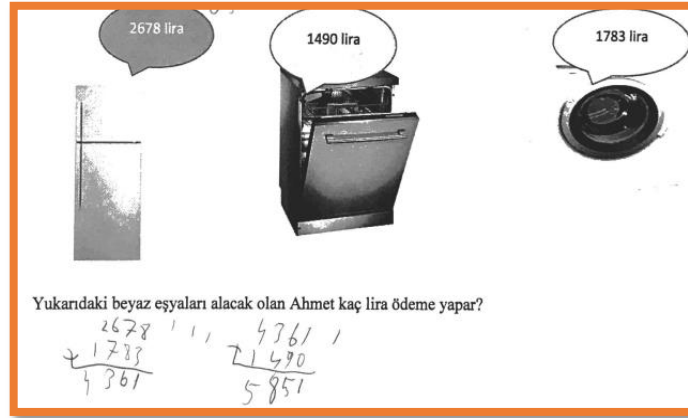 2678 lira
1490 lira
1783 lira
Yukarıdaki beyaz eşyaları alacak olan Ahmet kaç lira ödeme yapar?
2678 ı ı ı
+ 1783
4361
4361 ı
+ 1490
5851